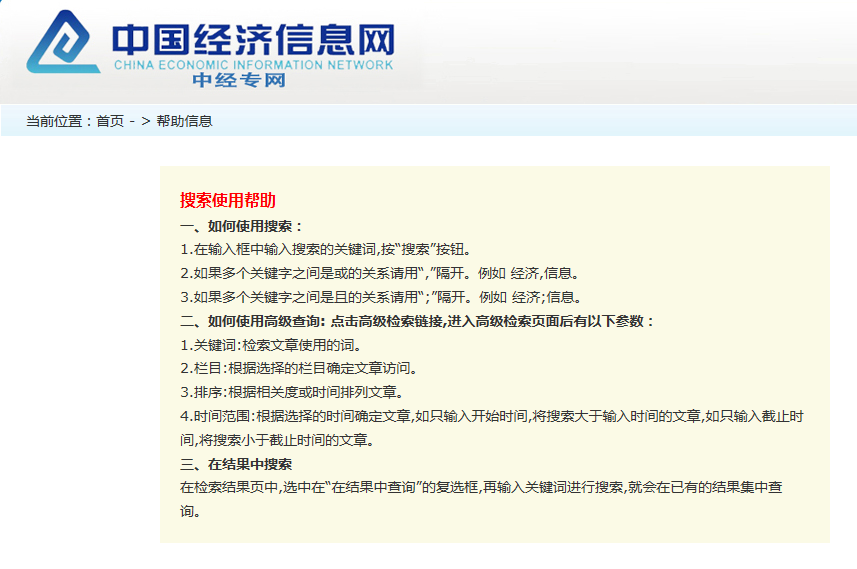 中国经济信息网
CHINA ECONOMIC INFORMATION NETWORK
中经专网
当前位置：首页 - > 帮助信息
搜索使用帮助
一、如何使用搜索：
1.在输入框中输入搜索的关键词,按“搜索”按钮。
2.如果多个关键字之间是或的关系请用“,”隔开。例如 经济,信息。
3.如果多个关键字之间是且的关系请用“;”隔开。例如 经济;信息。
二、如何使用高级查询: 点击高级检索链接,进入高级检索页面后有以下参数：
1.关键词:检索文章使用的词。
2.栏目:根据选择的栏目确定文章访问。
3.排序:根据相关度或时间排列文章。
4.时间范围:根据选择的时间确定文章,如只输入开始时间,将搜索大于输入时间的文章,如只输入截止时
间,将搜索小于截止时间的文章。
三、在结果中搜索
在检索结果页中,选中在“在结果中查询”的复选框,再输入关键词进行搜索,就会在已有的结果集中查
询。